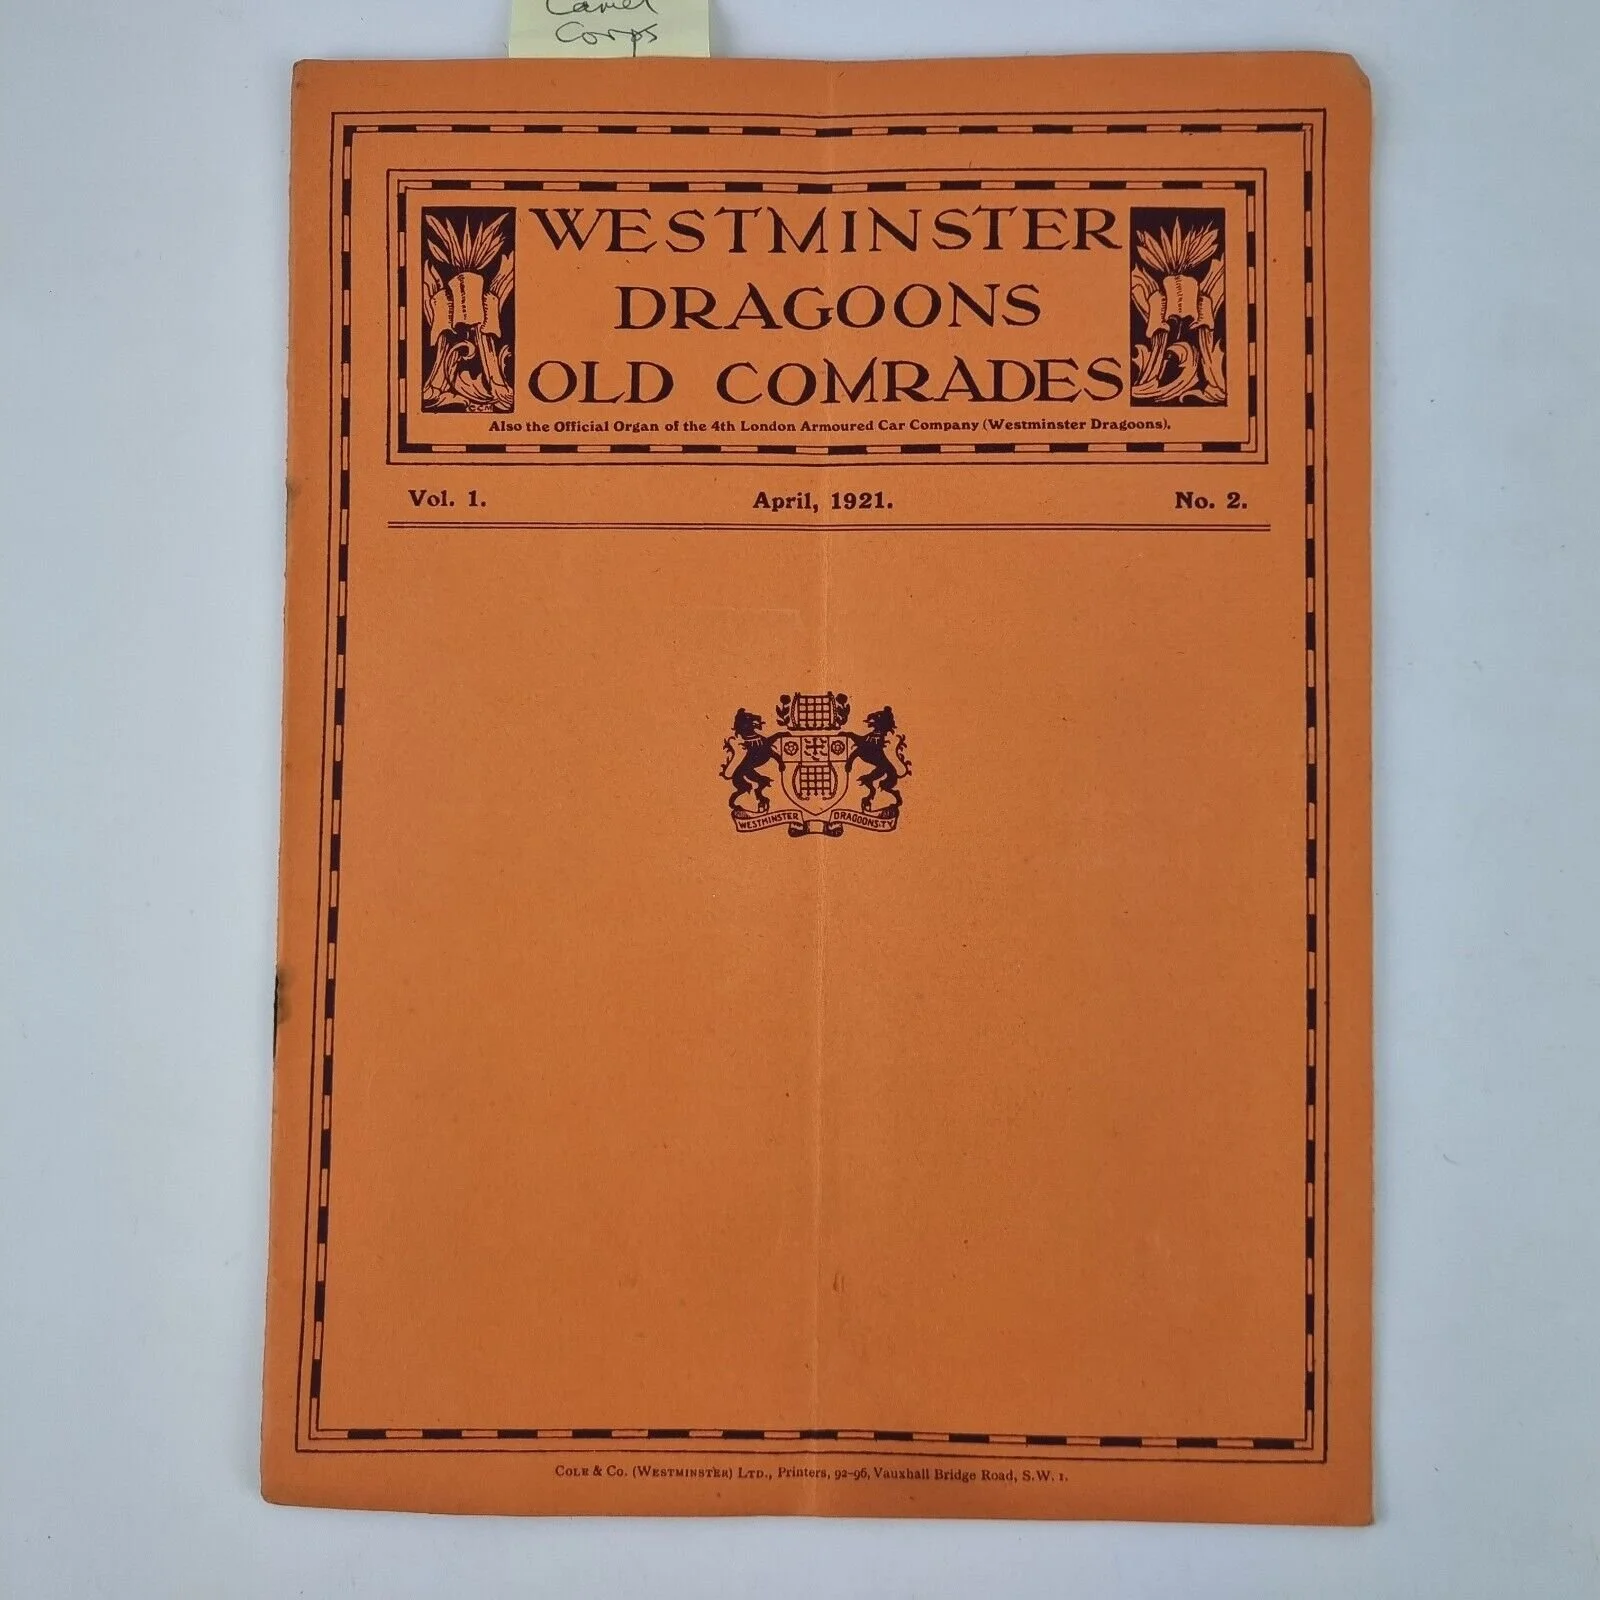 Camel
Corps
WESTMINSTER
DRAGOONS
OLD COMRADES
CCM
Also the Official Organ of the 4th London Armoured Car Company (Westminster Dragoons).
Vol. 1. April, 1921. No. 2.
WESTMINSTER DRAGOONS.TY
COLE & CO. (WESTMINSTER) LTD., Printers, 92-96, Vauxhall Bridge Road, S.W. 1.